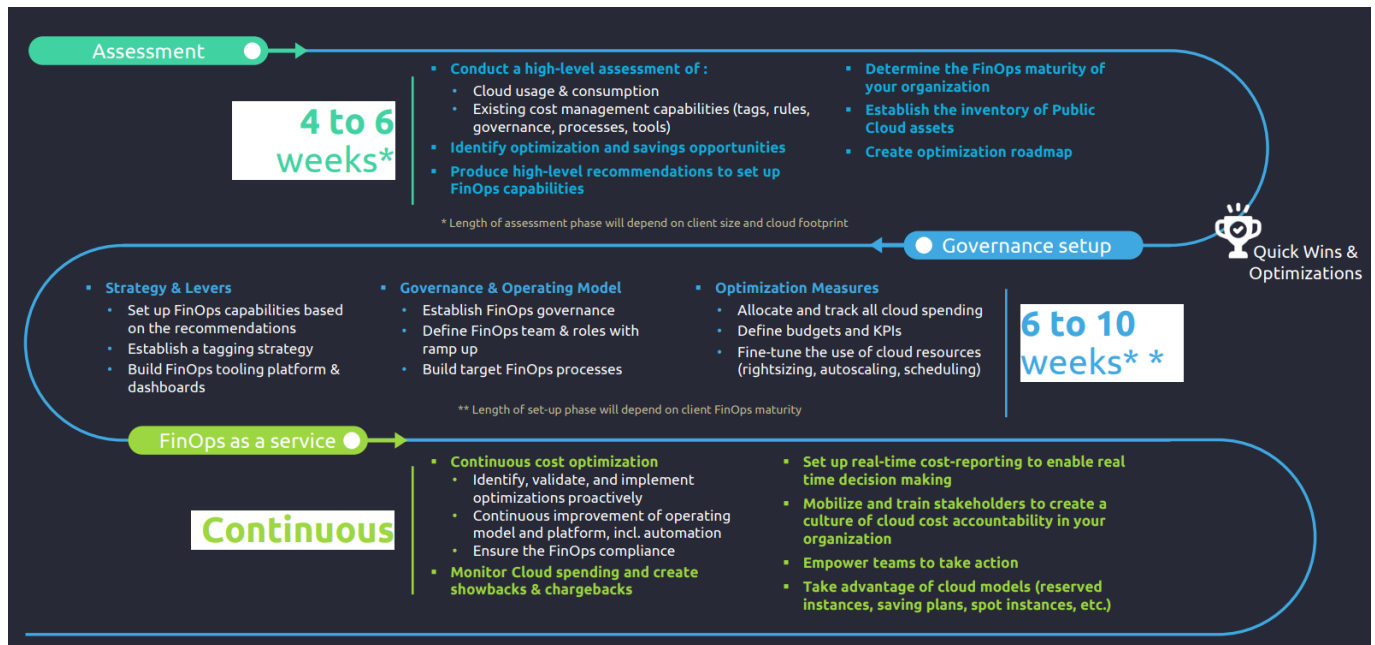 Assessment
4 to 6
weeks*
▪ Conduct a high-level assessment of :
• Cloud usage & consumption
• Existing cost management capabilities (tags, rules,
governance, processes, tools)
▪ Identify optimization and savings opportunities
▪ Produce high-level recommendations to set up
FinOps capabilities
▪ Determine the FinOps maturity of
your organization
▪ Establish the inventory of Public
Cloud assets
▪ Create optimization roadmap
* Length of assessment phase will depend on client size and cloud footprint
Quick Wins &
Optimizations
Governance setup
▪ Strategy & Levers
• Set up FinOps capabilities based
on the recommendations
• Establish a tagging strategy
• Build FinOps tooling platform &
dashboards
▪ Governance & Operating Model
• Establish FinOps governance
• Define FinOps team & roles with
ramp up
• Build target FinOps processes
▪ Optimization Measures
• Allocate and track all cloud spending
• Define budgets and KPIs
• Fine-tune the use of cloud resources
(rightsizing, autoscaling, scheduling)
6 to 10
weeks* *
** Length of set-up phase will depend on client FinOps maturity
FinOps as a service
Continuous
▪ Continuous cost optimization
• Identify, validate, and implement
optimizations proactively
• Continuous improvement of operating
model and platform, incl. automation
• Ensure the FinOps compliance
▪ Monitor Cloud spending and create
showbacks & chargebacks
▪ Set up real-time cost-reporting to enable real
time decision making
▪ Mobilize and train stakeholders to create a
culture of cloud cost accountability in your
organization
▪ Empower teams to take action
▪ Take advantage of cloud models (reserved
instances, saving plans, spot instances, etc.)